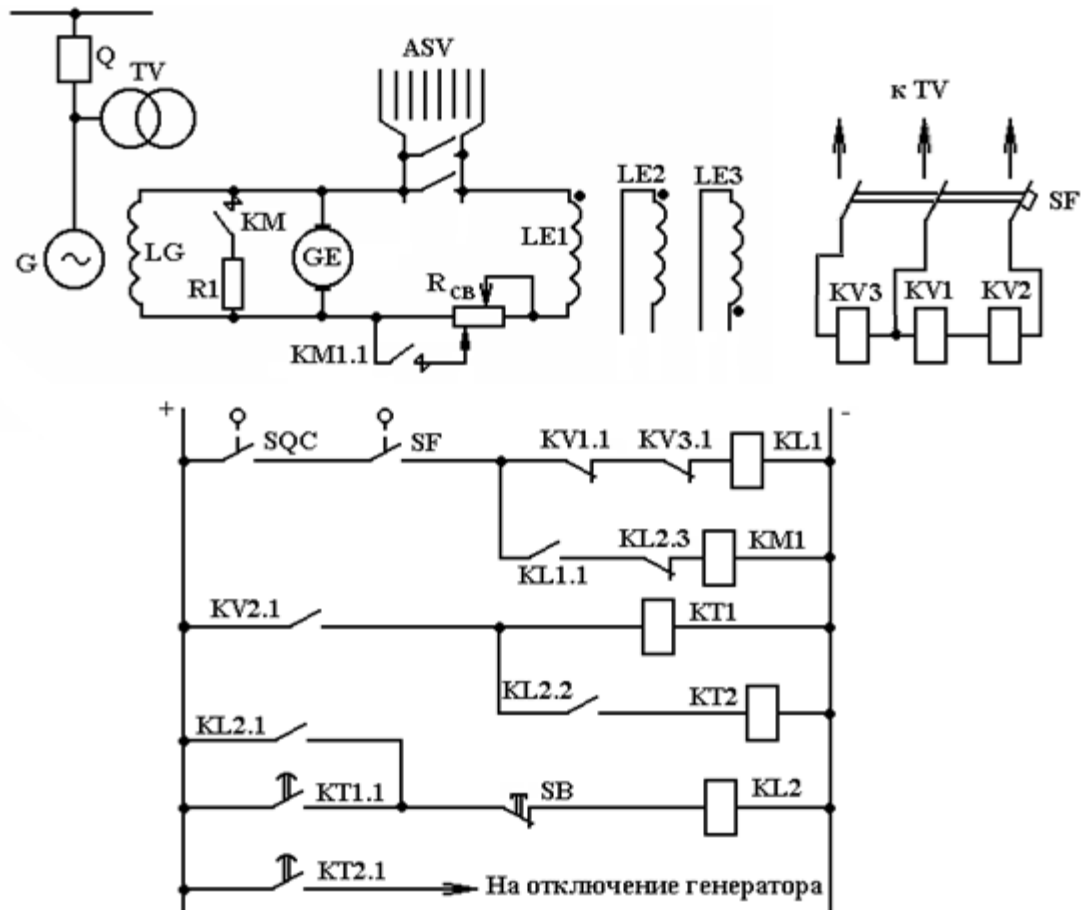 Q
TV
ASV
к TV
G
LG
KM
R1
GE
LE1
R СВ
KM1.1
LE2
LE3
SF
KV3
KV1
KV2
+
-
SQC
SF
KV1.1
KV3.1
KL1
KL1.1
KL2.3
KM1
KV2.1
KT1
KL2.2
KT2
KL2.1
KT1.1
SB
KL2
KT2.1
На отключение генератора